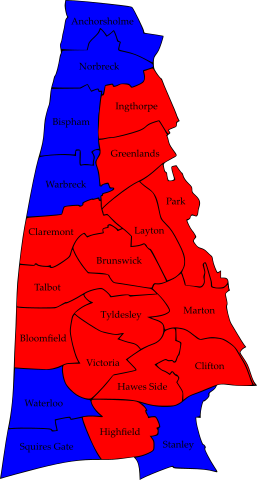 Anchorsholme
Norbreck
Ingthorpe
Bispham
Greenlands
Warbreck
Park
Claremont
Layton
Brunswick
Talbot
Marton
Tyldesley
Bloomfield
Victoria
Clifton
Hawes Side
Waterloo
Highfield
Squires Gate
Stanley